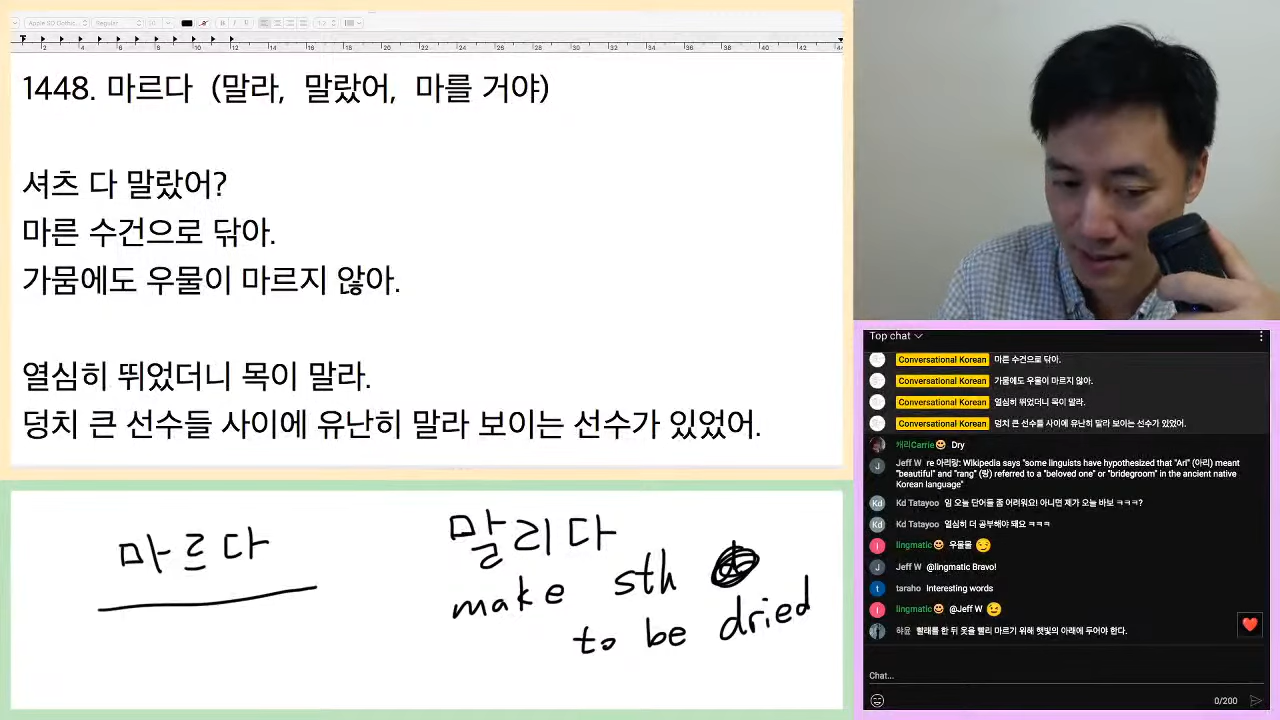 Apple SD Gothic...
Regular
1448. 마르다  (말라,  말랐어,  마를 거야)
셔츠 다 말랐어?
마른 수건으로 닦아.
가뭄에도 우물이 마르지 않아.
열심히 뛰었더니 목이 말라.
덩치 큰 선수들 사이에 유난히 말라 보이는 선수가 있었어.
마르다
말리다
make sth
to be dried
Top chat
Conversational Korean 마른 수건으로 닦아.
Conversational Korean 가뭄에도 우물이 마르지 않아.
Conversational Korean 열심히 뛰었더니 목이 말라.
Conversational Korean 덩치 큰 선수들 사이에 유난히 말라 보이는 선수가 있었어.
캐리Carrie Dry
Jeff W re 아리랑: Wikipedia says "some linguists have hypothesized that "Ari" (아리) meant
"beautiful" and "rang" (랑) referred to a "beloved one" or "bridegroom" in the ancient native
Korean language"
Kd Tatayoo 임 오늘 단어들 좀 어려워요! 아니면 제가 오늘 바보 ㅋㅋㅋ?
Kd Tatayoo 열심히 더 공부해야 돼요 ㅋㅋㅋ
lingmatic 우물물
Jeff W @lingmatic Bravo!
taraho Interesting words
lingmatic @Jeff W
하윤 빨래를 한 뒤 옷을 빨리 마르기 위해 햇빛의 아래에 두어야 한다.
Chat...
0/200